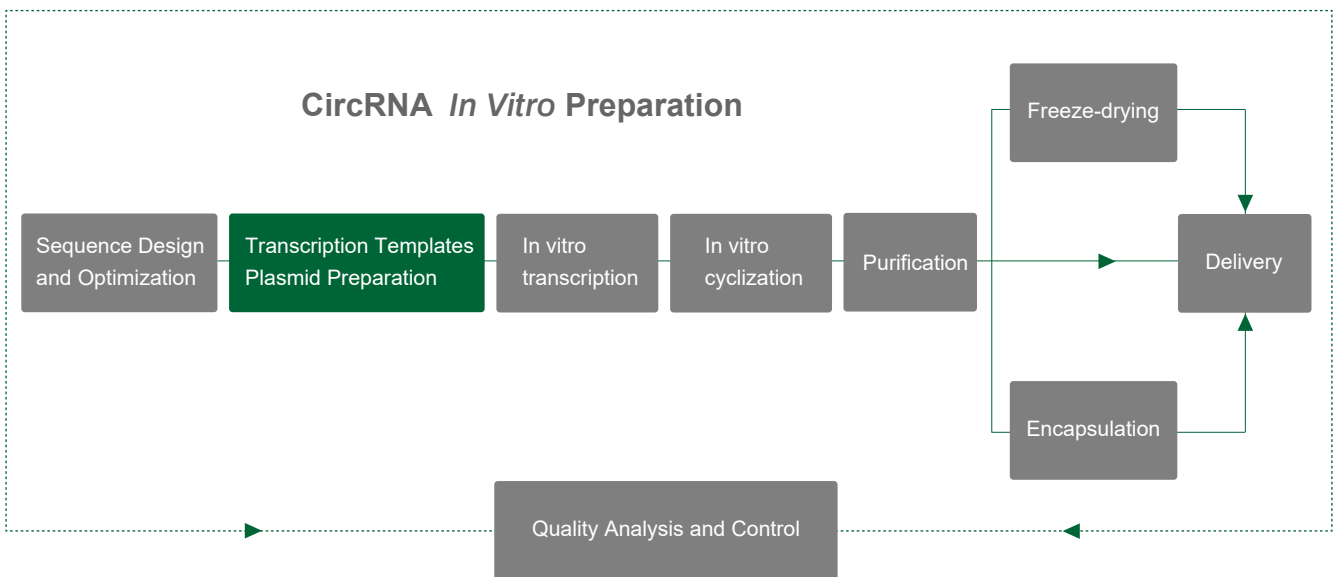 CircRNA In Vitro Preparation
Freeze-drying
Sequence Design
and Optimization
Transcription Templates
Plasmid Preparation
In vitro
transcription
In vitro
cyclization
Purification
Delivery
Encapsulation
Quality Analysis and Control